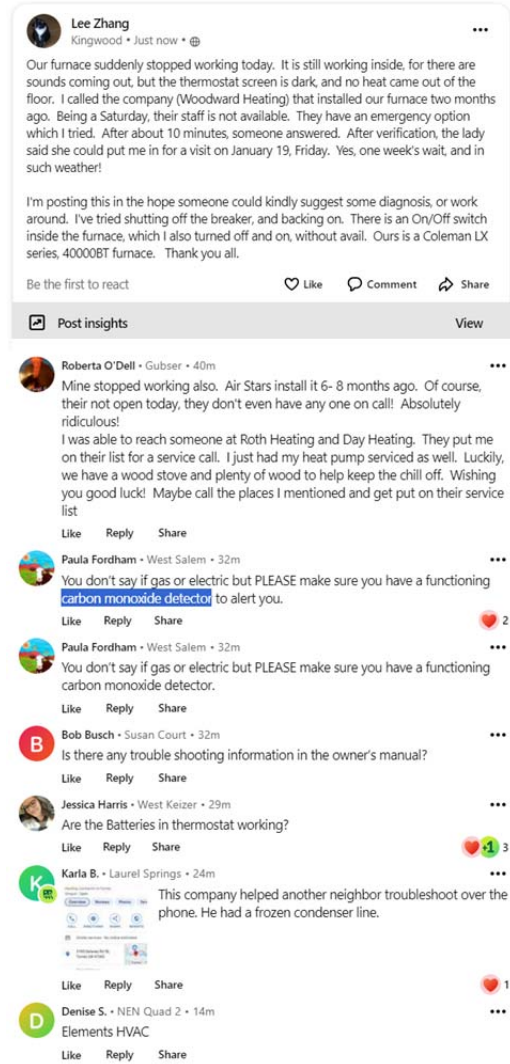 Lee Zhang
Kingwood • Just now •
Our furnace suddenly stopped working today. It is still working inside, for there are
sounds coming out, but the thermostat screen is dark, and no heat came out of the
floor. I called the company (Woodward Heating) that installed our furnace two months
ago. Being a Saturday, their staff is not available. They have an emergency option
which I tried. After about 10 minutes, someone answered. After verification, the lady
said she could put me in for a visit on January 19, Friday. Yes, one week's wait, and in
such weather!
I'm posting this in the hope someone could kindly suggest some diagnosis, or work
around. I've tried shutting off the breaker, and backing on. There is an On/Off switch
inside the furnace, which I also turned off and on, without avail. Ours is a Coleman LX
series, 40000BT furnace. Thank you all.
Be the first to react Like Comment Share
Post insights View
Roberta O'Dell • Gubser • 40m
Mine stopped working also. Air Stars install it 6- 8 months ago. Of course,
their not open today, they don't even have any one on call! Absolutely
ridiculous!
I was able to reach someone at Roth Heating and Day Heating. They put me
on their list for a service call. I just had my heat pump serviced as well. Luckily,
we have a wood stove and plenty of wood to help keep the chill off. Wishing
you good luck! Maybe call the places I mentioned and get put on their service
list
Like Reply Share
Paula Fordham • West Salem • 32m
You don't say if gas or electric but PLEASE make sure you have a functioning
carbon monoxide detector to alert you.
Like Reply Share 2
Paula Fordham • West Salem • 32m
You don't say if gas or electric but PLEASE make sure you have a functioning
carbon monoxide detector.
Like Reply Share
B
Bob Busch • Susan Court • 32m
Is there any trouble shooting information in the owner's manual?
Like Reply Share
Jessica Harris • West Keizer • 29m
Are the Batteries in thermostat working?
Like Reply Share +1 3
K
Karla B. • Laurel Springs • 24m
This company helped another neighbor troubleshoot over the
phone. He had a frozen condenser line.
Overview Reviews Photos
Like Reply Share 1
D
Denise S. • NEN Quad 2 • 14m
Elements HVAC
Like Reply Share